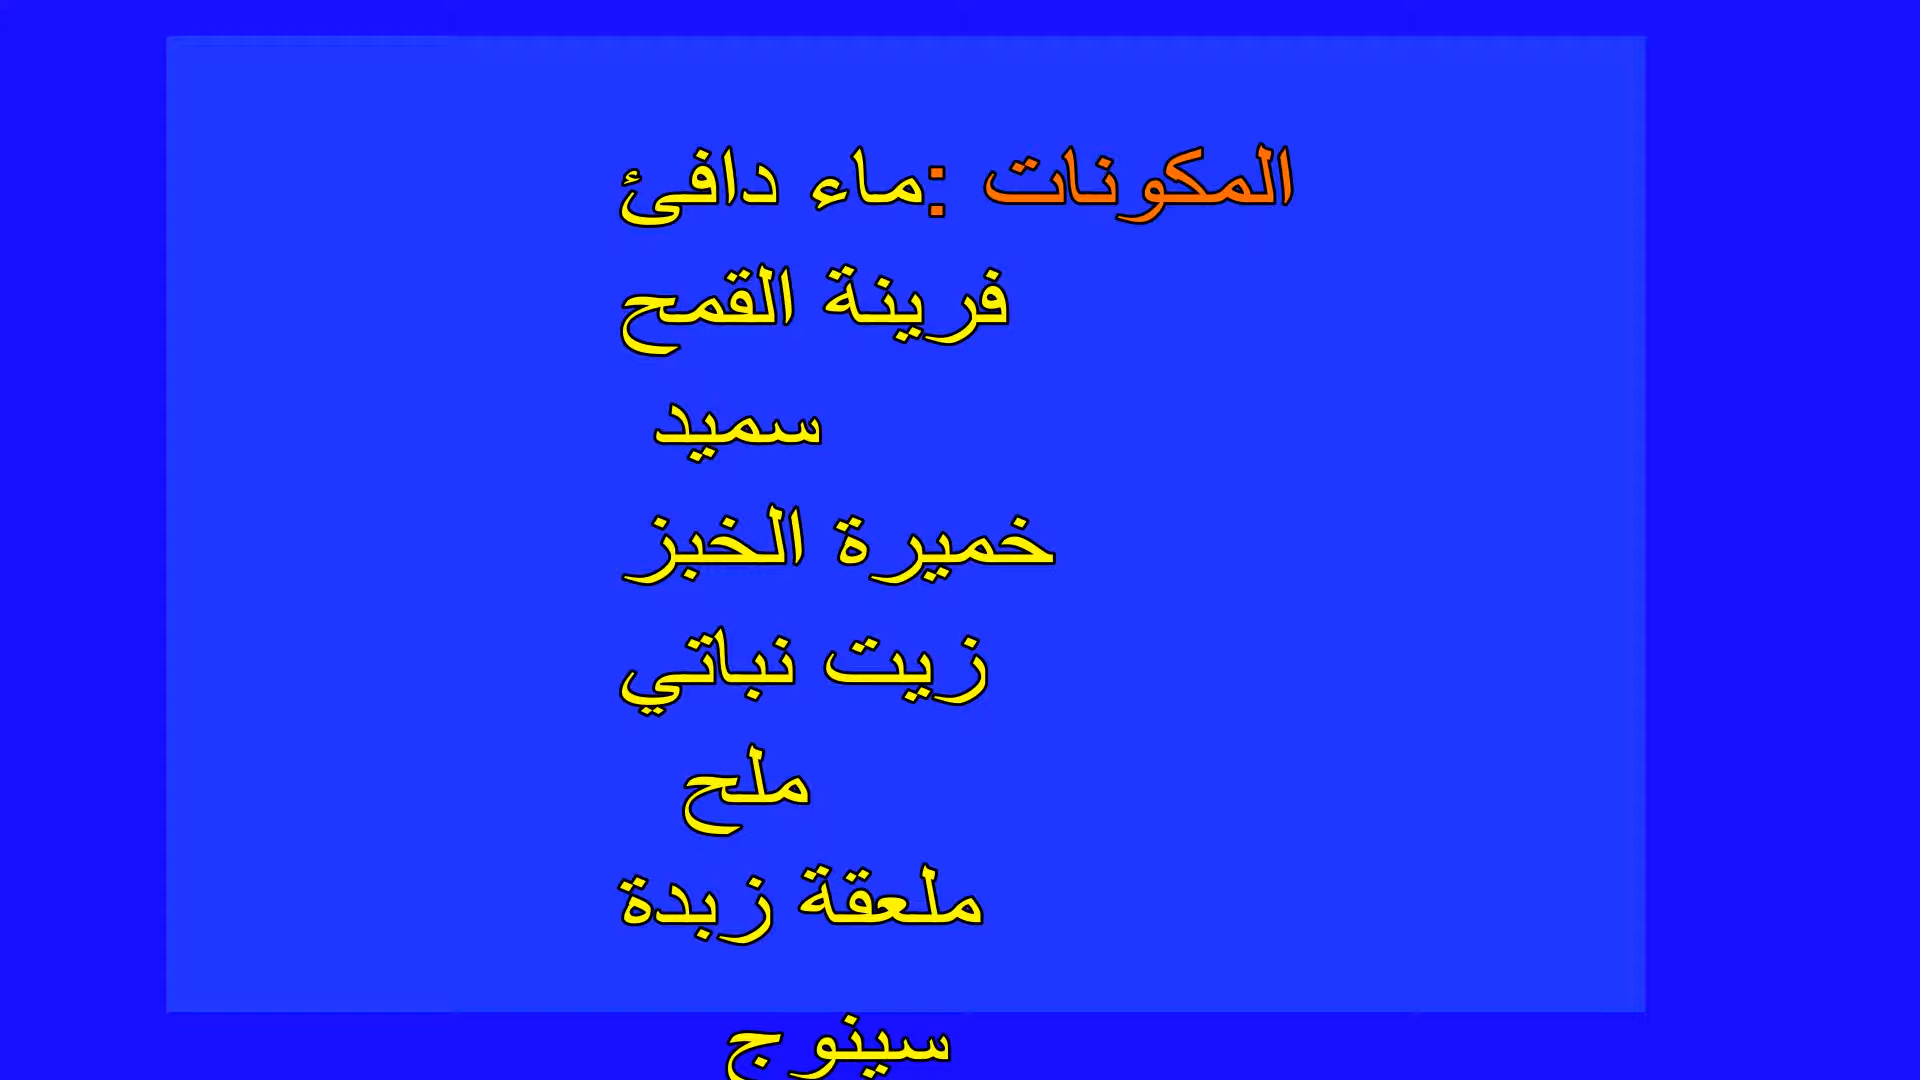 المكونات :ماء دافئ
فرينة القمح
سميد
خميرة الخبز
زيت نباتي
ملح
ملعقة زبدة
سينوج